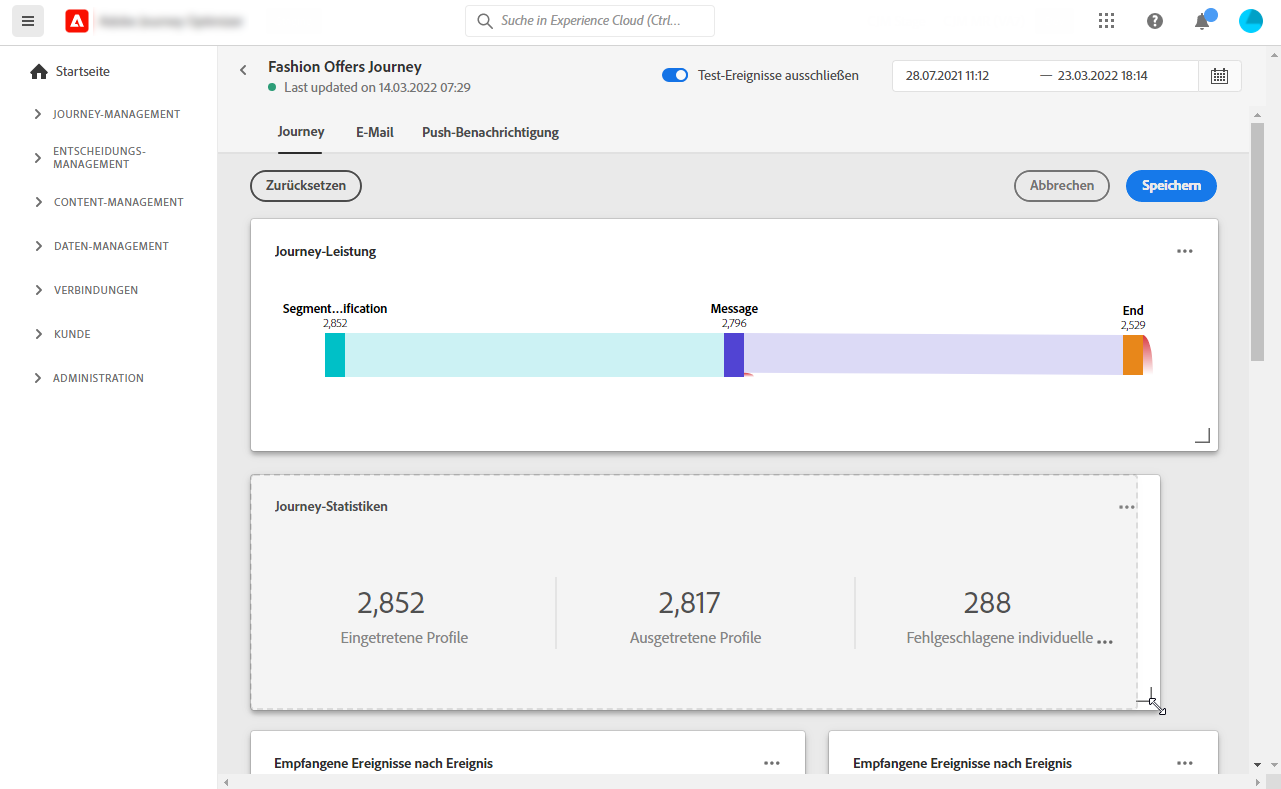 Suche in Experience Cloud (Ctrl...
Startseite
JOURNEY-MANAGEMENT
ENTSCHEIDUNGS-
MANAGEMENT
CONTENT-MANAGEMENT
DATEN-MANAGEMENT
VERBINDUNGEN
KUNDE
ADMINISTRATION
Fashion Offers Journey
Last updated on 14.03.2022 07:29
Test-Ereignisse ausschließen
28.07.2021 11:12 — 23.03.2022 18:14
Journey E-Mail Push-Benachrichtigung
Zurücksetzen Abbrechen Speichern
Journey-Leistung
Segment...ification Message End
2,852 2,796 2,529
Journey-Statistiken
2,852 2,817 288
Eingetretene Profile Ausgetretene Profile Fehlgeschlagene individuelle ...
Empfangene Ereignisse nach Ereignis Empfangene Ereignisse nach Ereignis